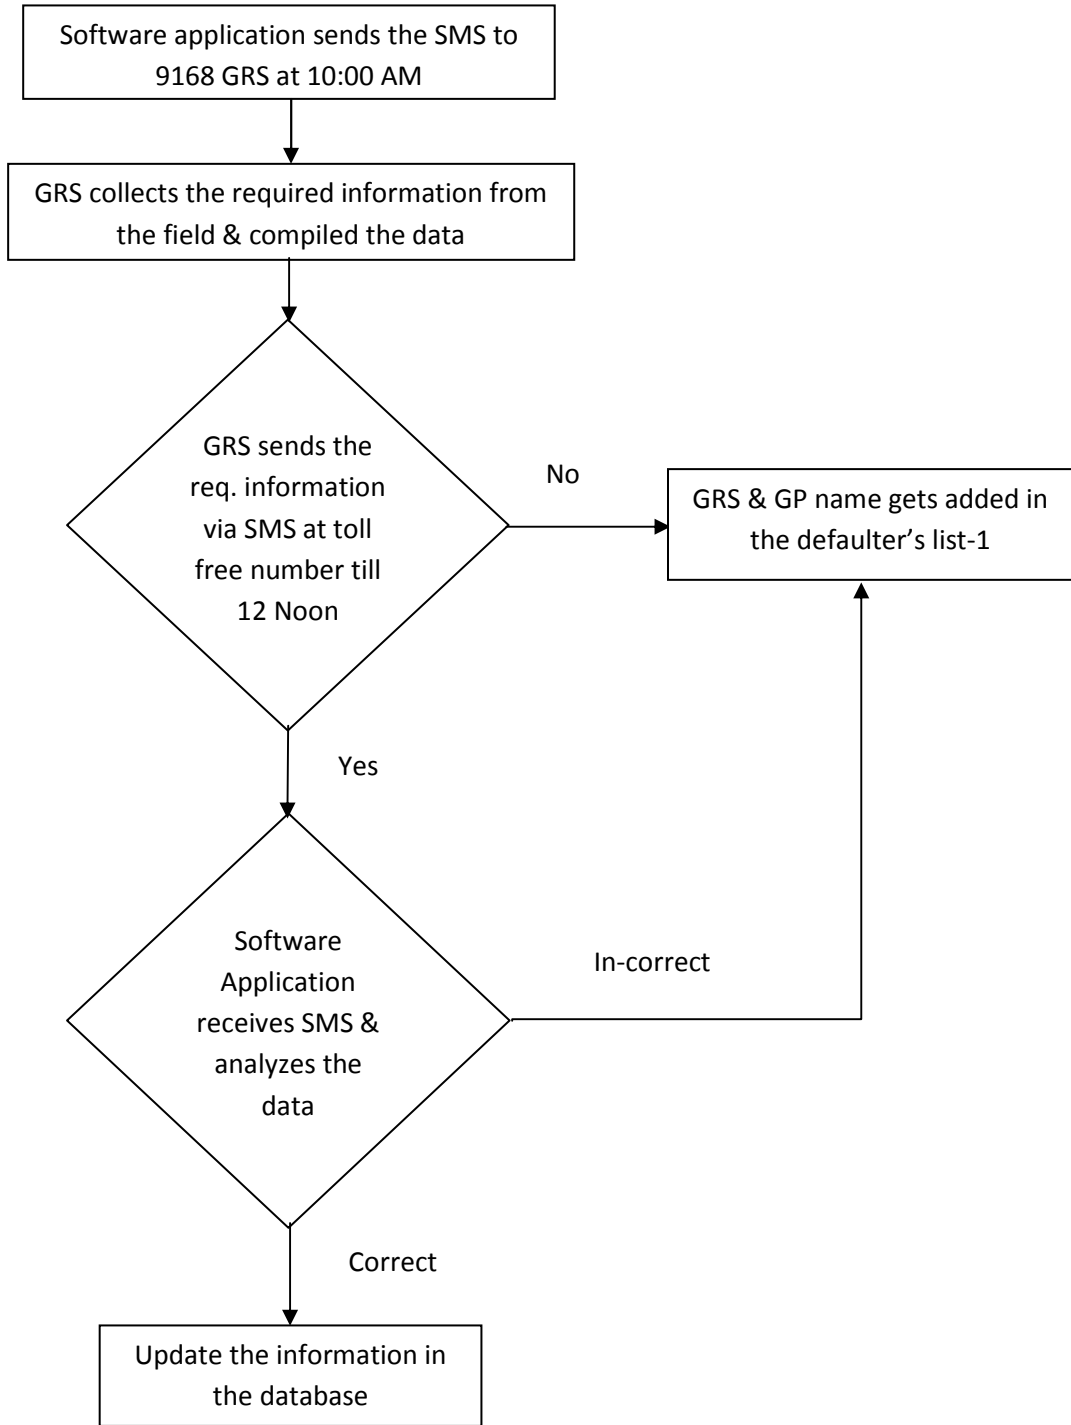 Software application sends the SMS to
9168 GRS at 10:00 AM
GRS collects the required information from
the field & compiled the data
GRS sends the
req. information
via SMS at toll
free number till
12 Noon
No
GRS & GP name gets added in
the defaulter’s list-1
Yes
Software
Application
receives SMS &
analyzes the
data
In-correct
Correct
Update the information in
the database